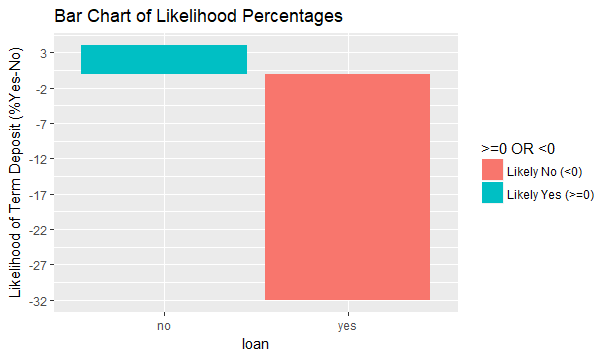 Bar Chart of Likelihood Percentages
Likelihood of Term Deposit (%Yes-No)
3
-2
-7
-12
-17
-22
-27
-32
no
yes
loan
>=0 OR <0
Likely No (<0)
Likely Yes (>=0)